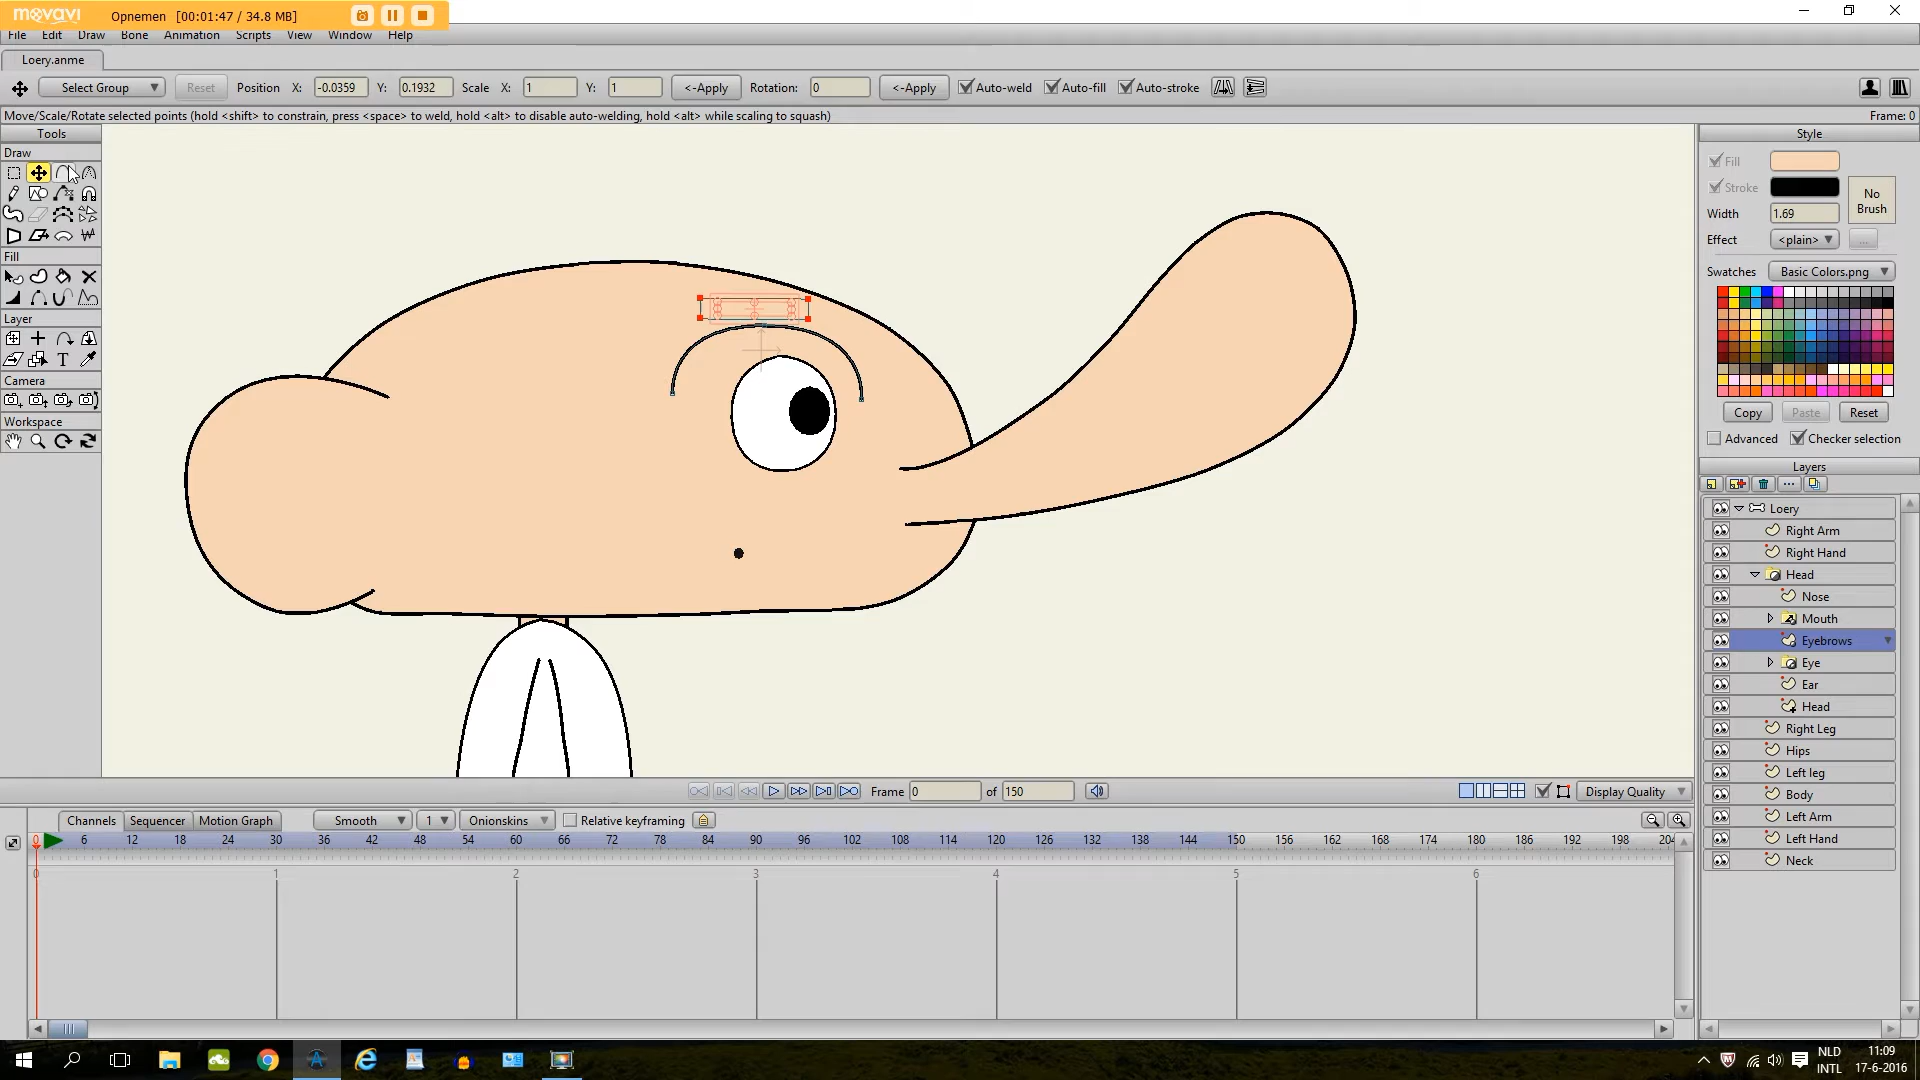 movavi Opnemen [00:01:47 / 34.8 MB]
File Edit Draw Bone Animation Scripts View Window Help
Loery.anme
Select Group Reset Position X: -0.0359 Y: 0.1932 Scale X: 1 Y: 1 <-Apply Rotation: 0 <-Apply Auto-weld Auto-fill Auto-stroke
Move/Scale/Rotate selected points (hold <shift> to constrain, press <space> to weld, hold <alt> to disable auto-welding, hold <alt> while scaling to squash) Frame: 0
Tools
Draw
Fill
Layer
Camera
Workspace
Style
Fill
Stroke
No Brush
Width 1.69
Effect <plain> ...
Swatches Basic Colors.png
Copy Paste Reset
Advanced Checker selection
Layers
Loery
Right Arm
Right Hand
Head
Nose
Mouth
Eyebrows
Eye
Ear
Head
Right Leg
Hips
Left leg
Body
Left Arm
Left Hand
Neck
Frame 0 of 150 Display Quality
Channels Sequencer Motion Graph Smooth 1 Onionskins Relative keyframing
0 6 12 18 24 30 36 42 48 54 60 66 72 78 84 90 96 102 108 114 120 126 132 138 144 150 156 162 168 174 180 186 192 198 204
0 1 2 3 4 5 6
NLD 11:09
INTL 17-6-2016